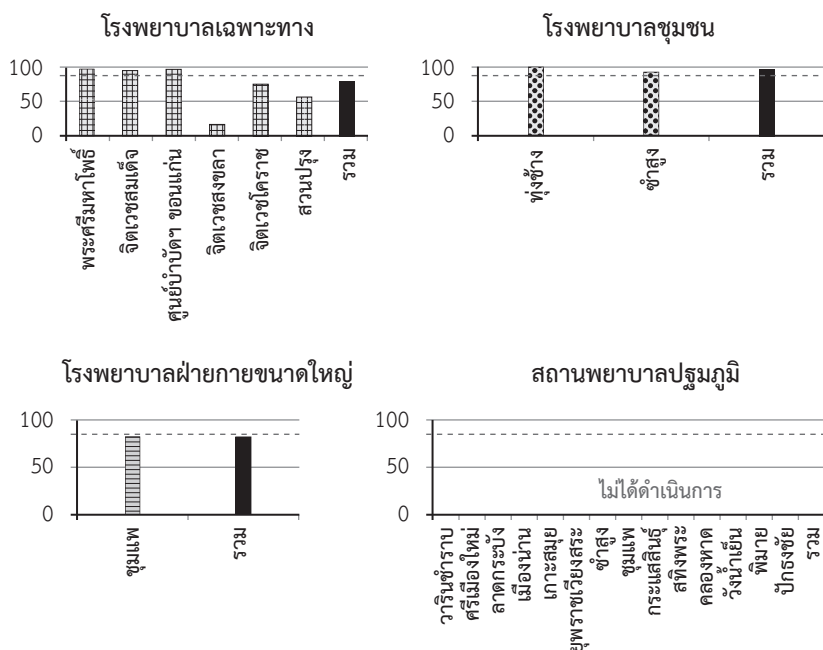 โรงพยาบาลเฉพาะทาง
100
50
0
พระศรีมหาโพธิ์
จิตเวชสมเด็จ
ศูนย์บำบัดฯ ขอนแก่น
จิตเวชสงขลา
จิตเวชโคราช
สวนปรุง
รวม
โรงพยาบาลชุมชน
100
50
0
ทุ่งช้าง
ซำสูง
รวม
โรงพยาบาลฝ่ายกายขนาดใหญ่
100
50
0
ชุมแพ
รวม
สถานพยาบาลปฐมภูมิ
100
50
0
ไม่ได้ดำเนินการ
วารินชำราบ
ศรีเมืองใหม่
ลาดกระบัง
เมืองน่าน
เกาะสมุย
ยุพราชเวียงสระ
ซำสูง
ชุมแพ
กระแสสินธุ์
สทิงพระ
คลองหาด
วังน้ำเย็น
พิมาย
ปักธงชัย
รวม